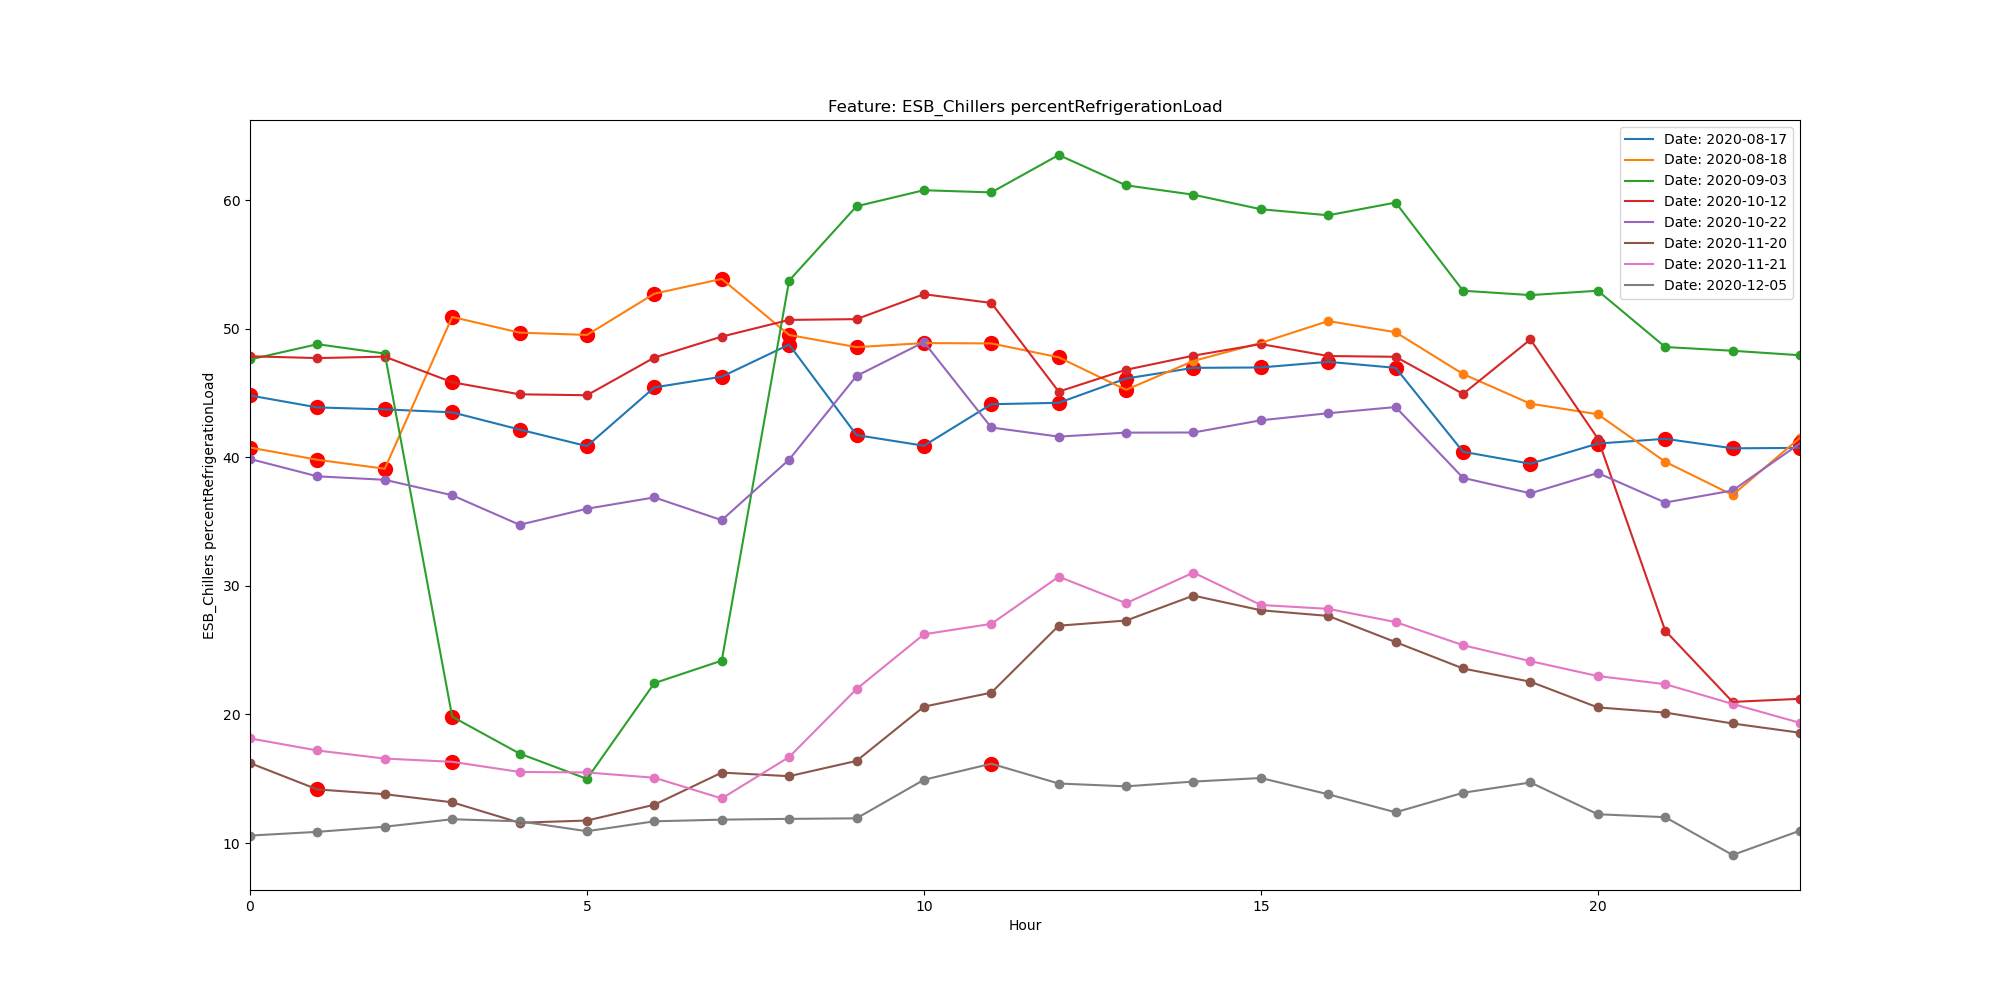 Feature: ESB_Chillers percentRefrigerationLoad
Date: 2020-08-17
Date: 2020-08-18
Date: 2020-09-03
Date: 2020-10-12
Date: 2020-10-22
Date: 2020-11-20
Date: 2020-11-21
Date: 2020-12-05
ESB_Chillers percentRefrigerationLoad
60
50
40
30
20
10
0 5 10 15 20
Hour